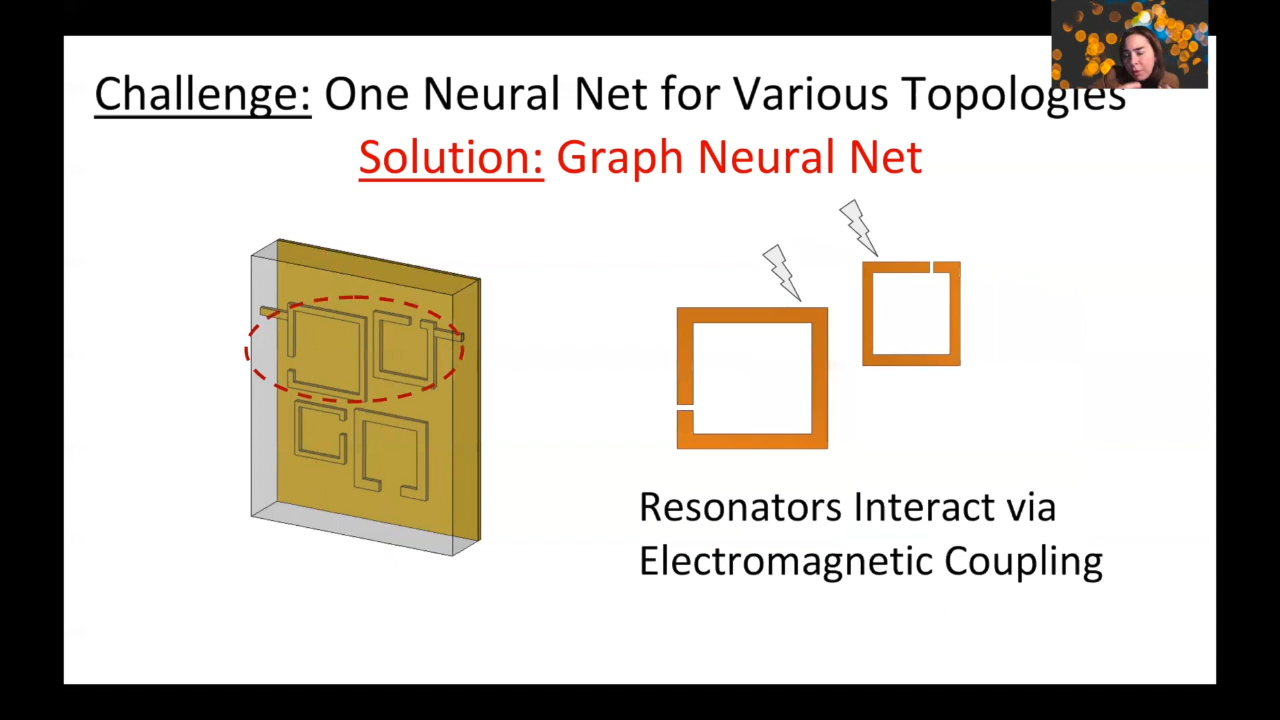 Challenge: One Neural Net for Various Topologies
Solution: Graph Neural Net
Resonators Interact via
Electromagnetic Coupling